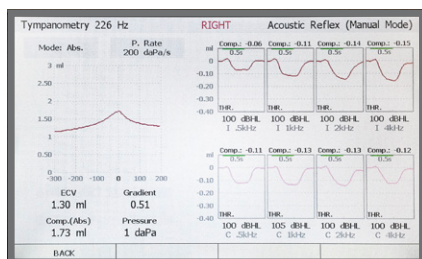 Tympanometry 226 Hz
RIGHT
Acoustic Reflex (Manual Mode)
Mode: Abs.
P. Rate
200 daPa/s
3 ml
2.50
2
1.50
1
0.50
0
-300 -200 -100 0 100 200
ECV
1.30 ml
Gradient
0.51
Comp.(Abs)
1.73 ml
Pressure
1 daPa
Comp.: -0.06 Comp.: -0.11 Comp.: -0.14 Comp.: -0.15
ml
0.5s 0.5s 0.5s 0.5s
0
-0.10
-0.20
-0.30
-0.40
THR. THR. THR. THR.
100 dBHL 100 dBHL 100 dBHL 100 dBHL
I .5kHz I 1kHz I 2kHz I 4kHz
Comp.: -0.11 Comp.: -0.13 Comp.: -0.13 Comp.: -0.12
ml
0.5s 0.5s 0.5s 0.5s
0
-0.10
-0.20
-0.30
-0.40
THR. THR. THR. THR.
100 dBHL 105 dBHL 100 dBHL 100 dBHL
C .5kHz C 1kHz C 2kHz C 4kHz
BACK